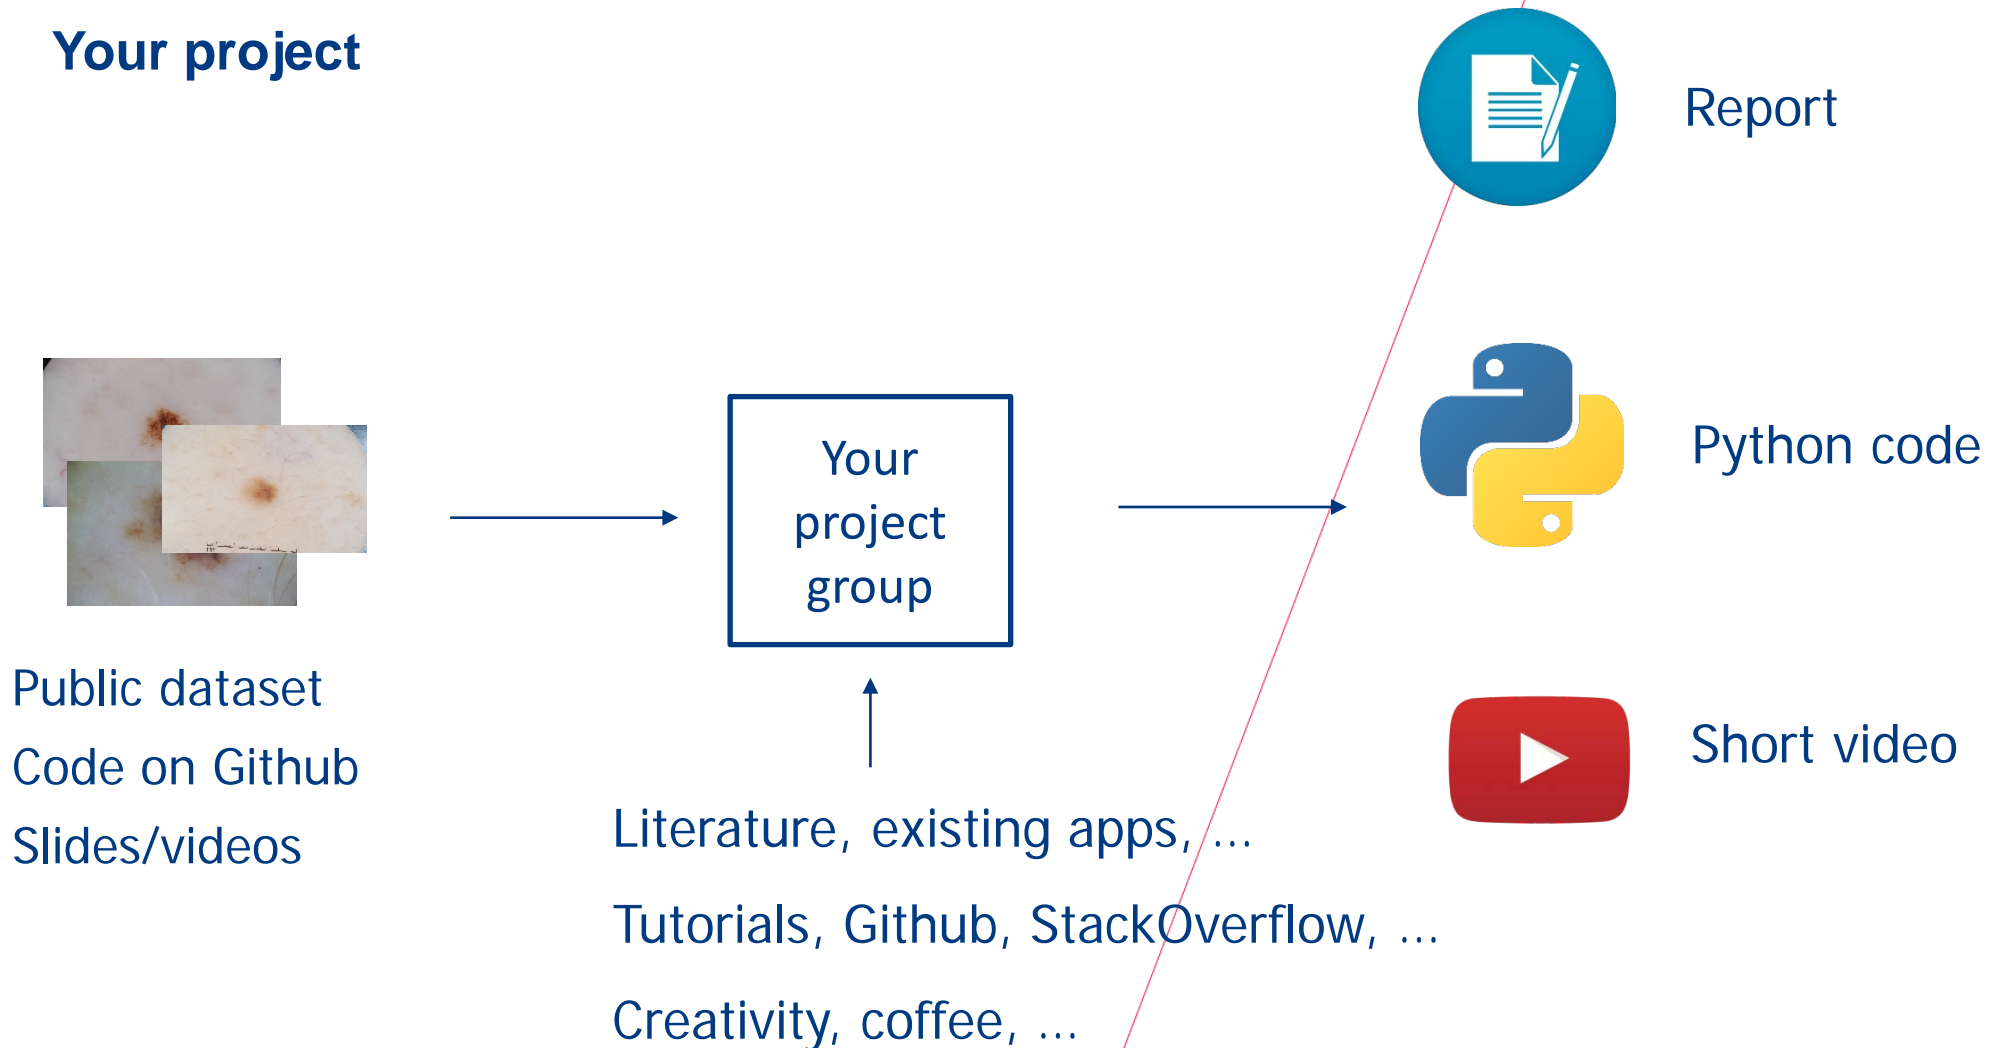 Your project
Report
Python code
Short video
Your
project
group
Public dataset
Code on Github
Slides/videos
Literature, existing apps, ...
Tutorials, Github, StackOverflow, ...
Creativity, coffee, ...